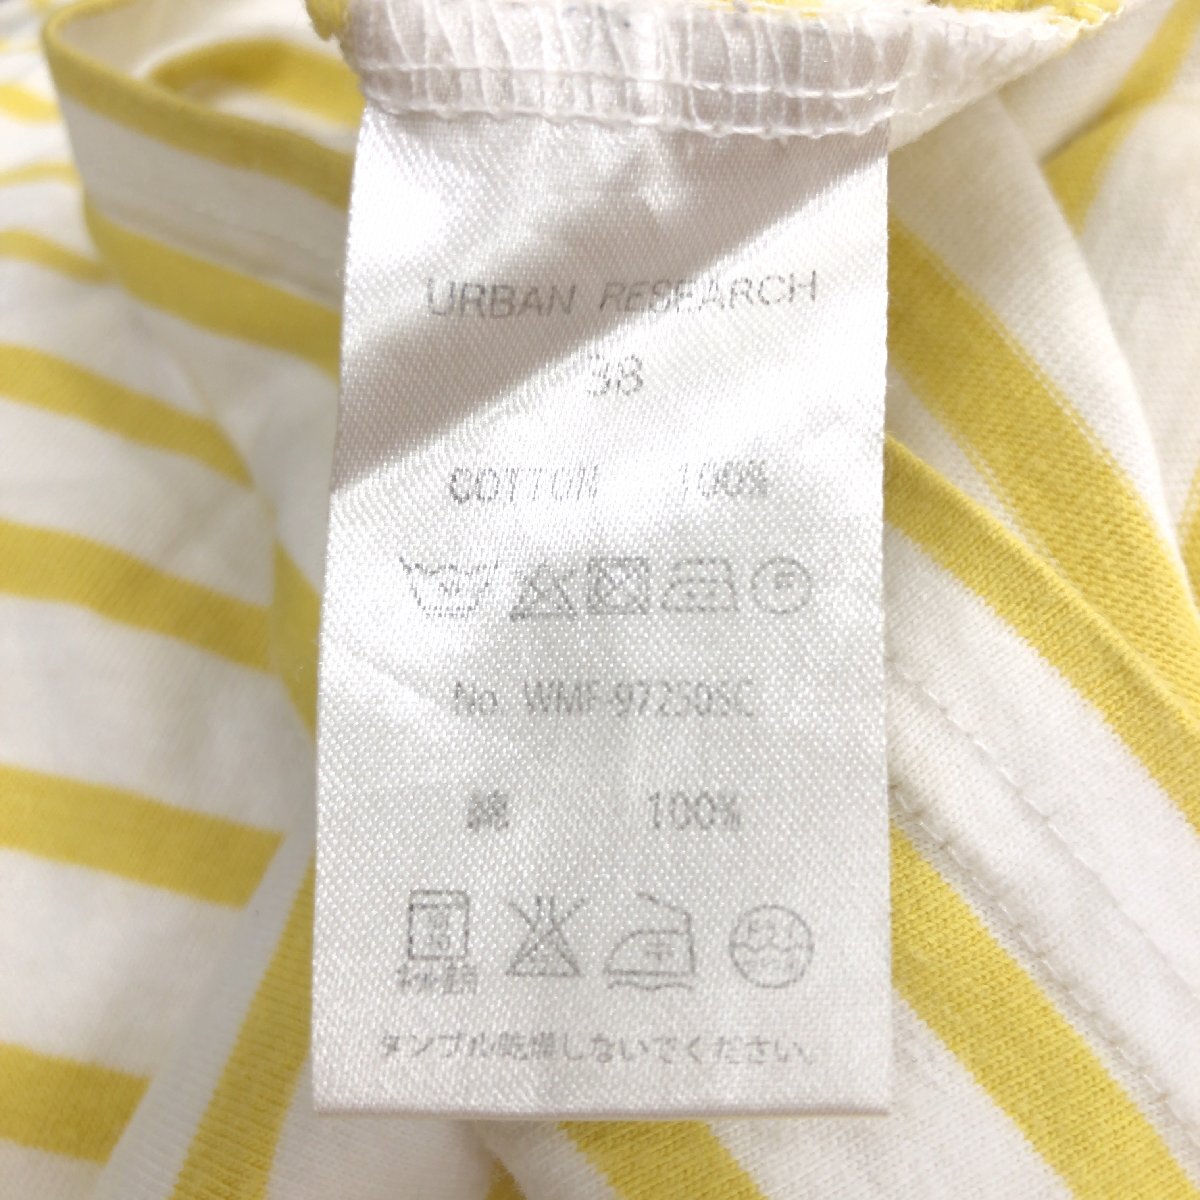 URBAN RESEARCH
38
COTTON 100%
No. WMF-97250SC
綿 100%
ネット使用
タンブル乾燥しないでください。